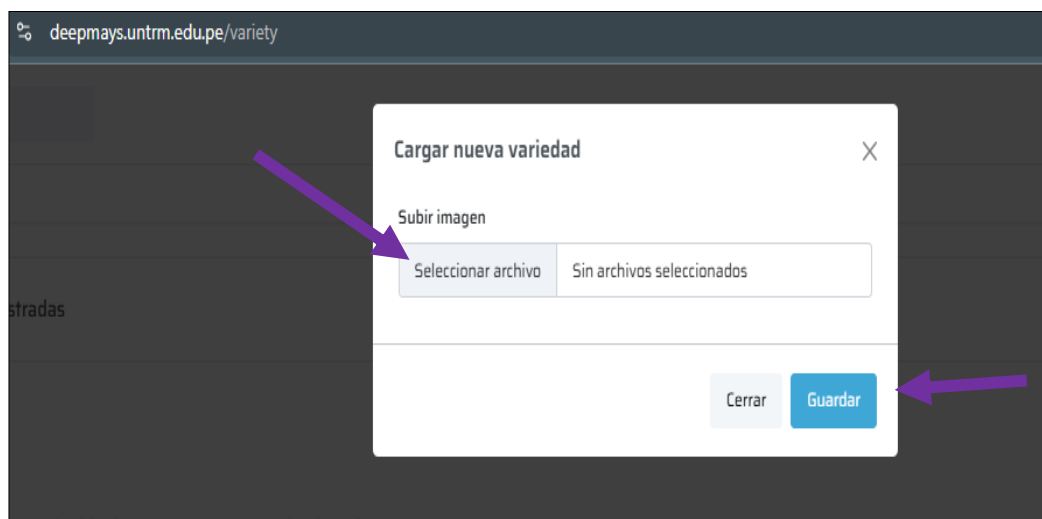 deepmays.untrm.edu.pe/variety
Cargar nueva variedad
Subir imagen
Seleccionar archivo Sin archivos seleccionados
stradas
Cerrar Guardar